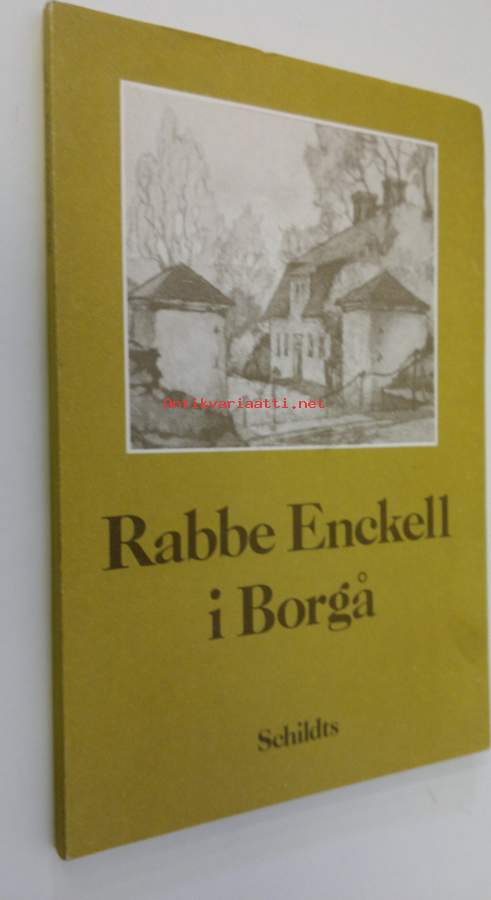 Antikvariaatti.net
Rabbe Enckell
i Borgå
Schildts